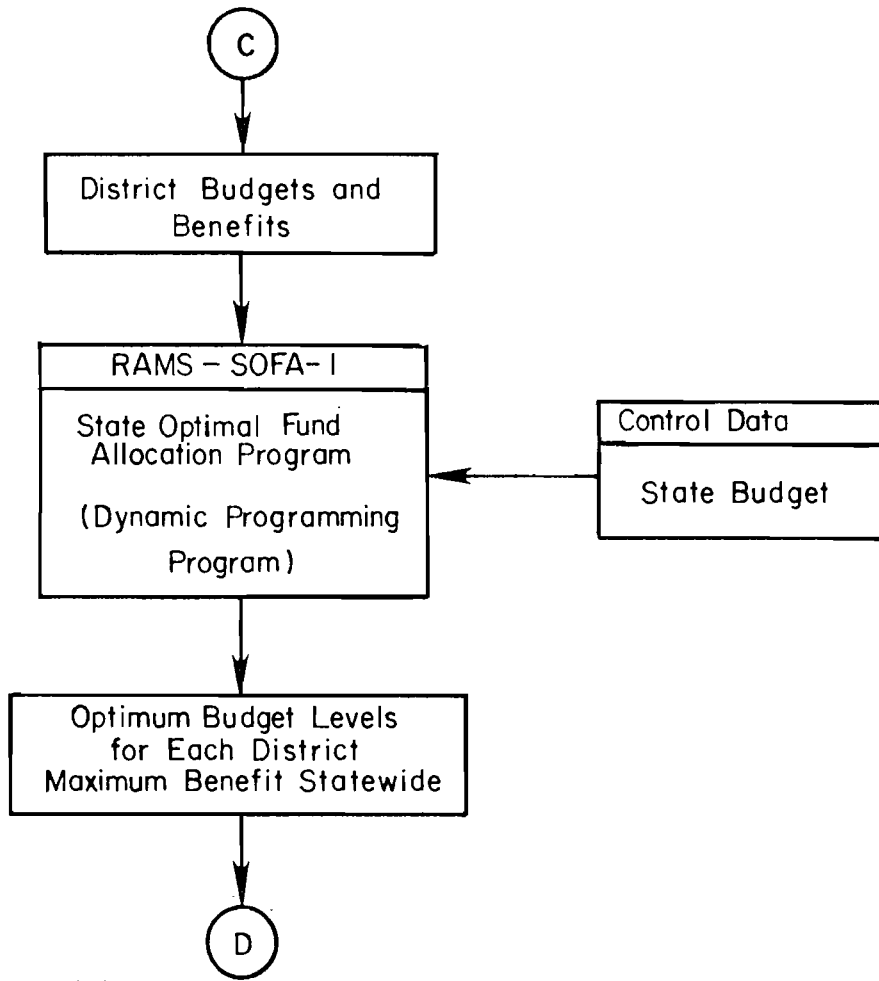 C
District Budgets and
Benefits
RAMS - SOFA-1
State Optimal Fund
Allocation Program
(Dynamic Programming
Program)
Control Data
State Budget
Optimum Budget Levels
for Each District
Maximum Benefit Statewide
D